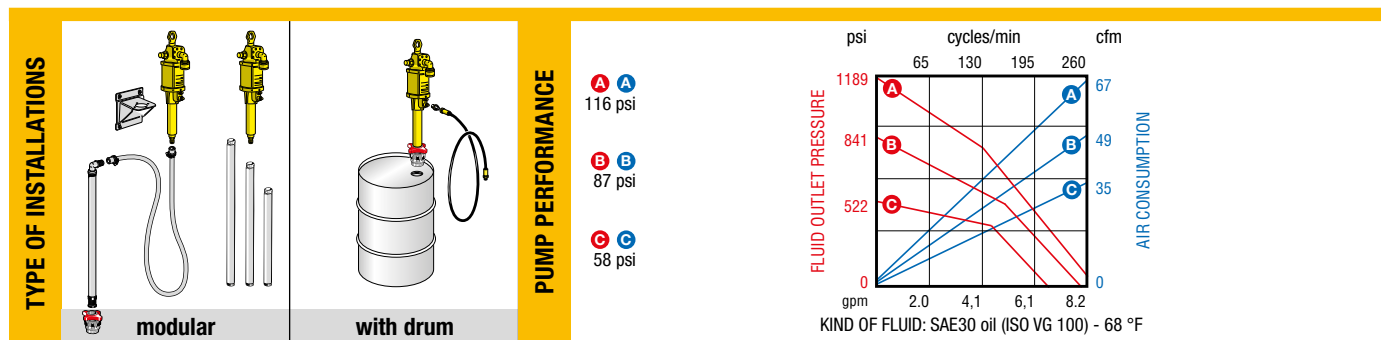 TYPE OF INSTALLATIONS
modular
with drum
PUMP PERFORMANCE
A A
116 psi
B B
87 psi
C C
58 psi
psi cycles/min cfm
65 130 195 260
1189
841
522
0
FLUID OUTLET PRESSURE
A
B
C
A
B
C
67
49
35
0
AIR CONSUMPTION
gpm 2.0 4,1 6,1 8.2
KIND OF FLUID: SAE30 oil (ISO VG 100) - 68 °F